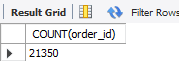 Result Grid Filter Rows
COUNT(order_id)
21350